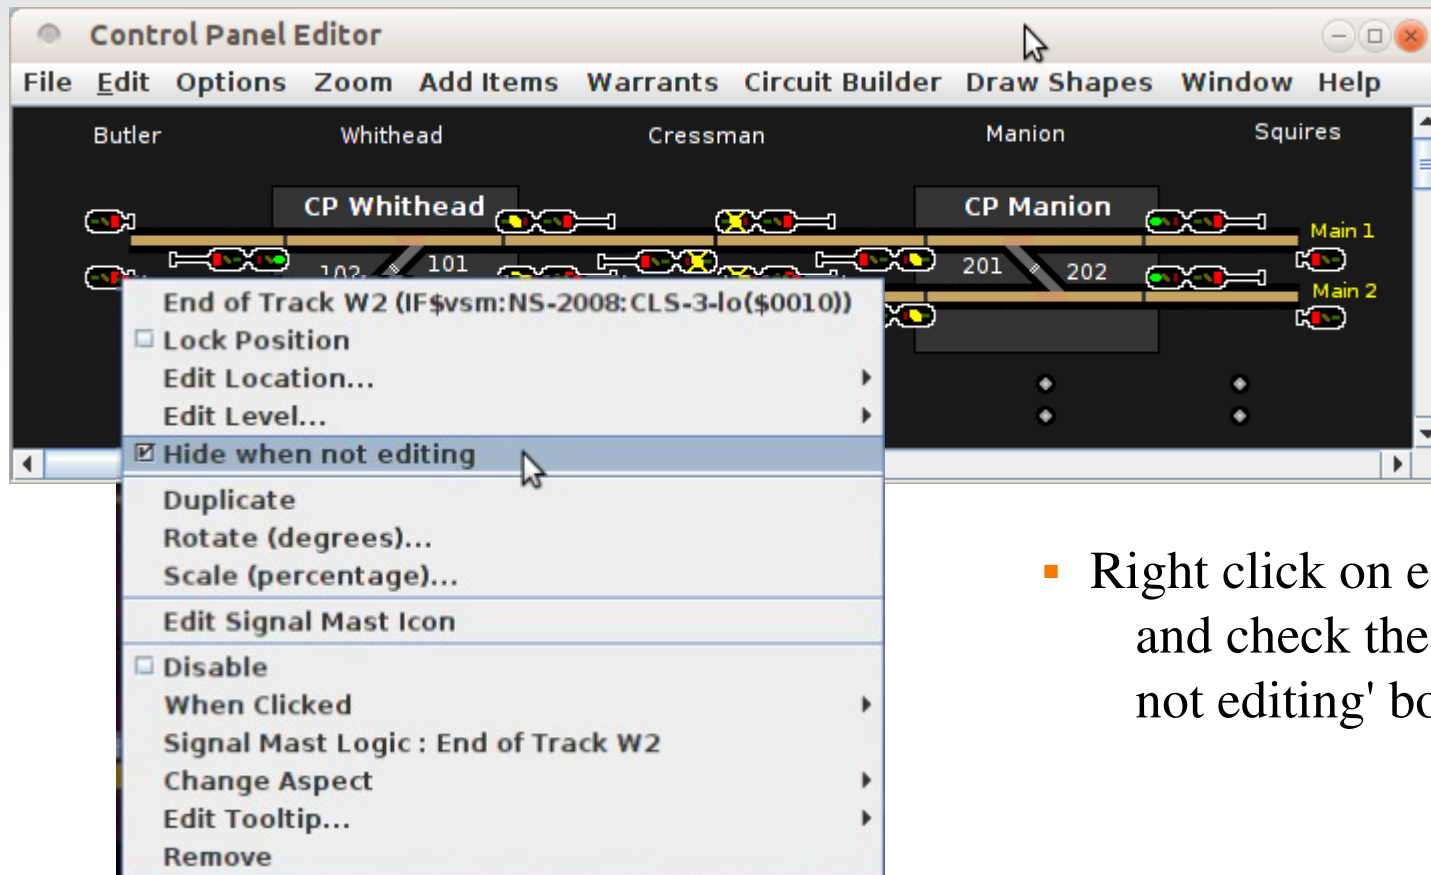 Control Panel Editor
File Edit Options Zoom Add Items Warrants Circuit Builder Draw Shapes Window Help
Butler Whithead Cressman Manion Squires
CP Whithead CP Manion
Main 1
101 201 202
Main 2
End of Track W2 (IF$vsm:NS-2008:CLS-3-lo($0010))
Lock Position
Edit Location...
Edit Level...
Hide when not editing
Duplicate
Rotate (degrees)...
Scale (percentage)...
Edit Signal Mast Icon
Disable
When Clicked
Signal Mast Logic : End of Track W2
Change Aspect
Edit Tooltip...
Remove
Right click on
and check the
not editing'